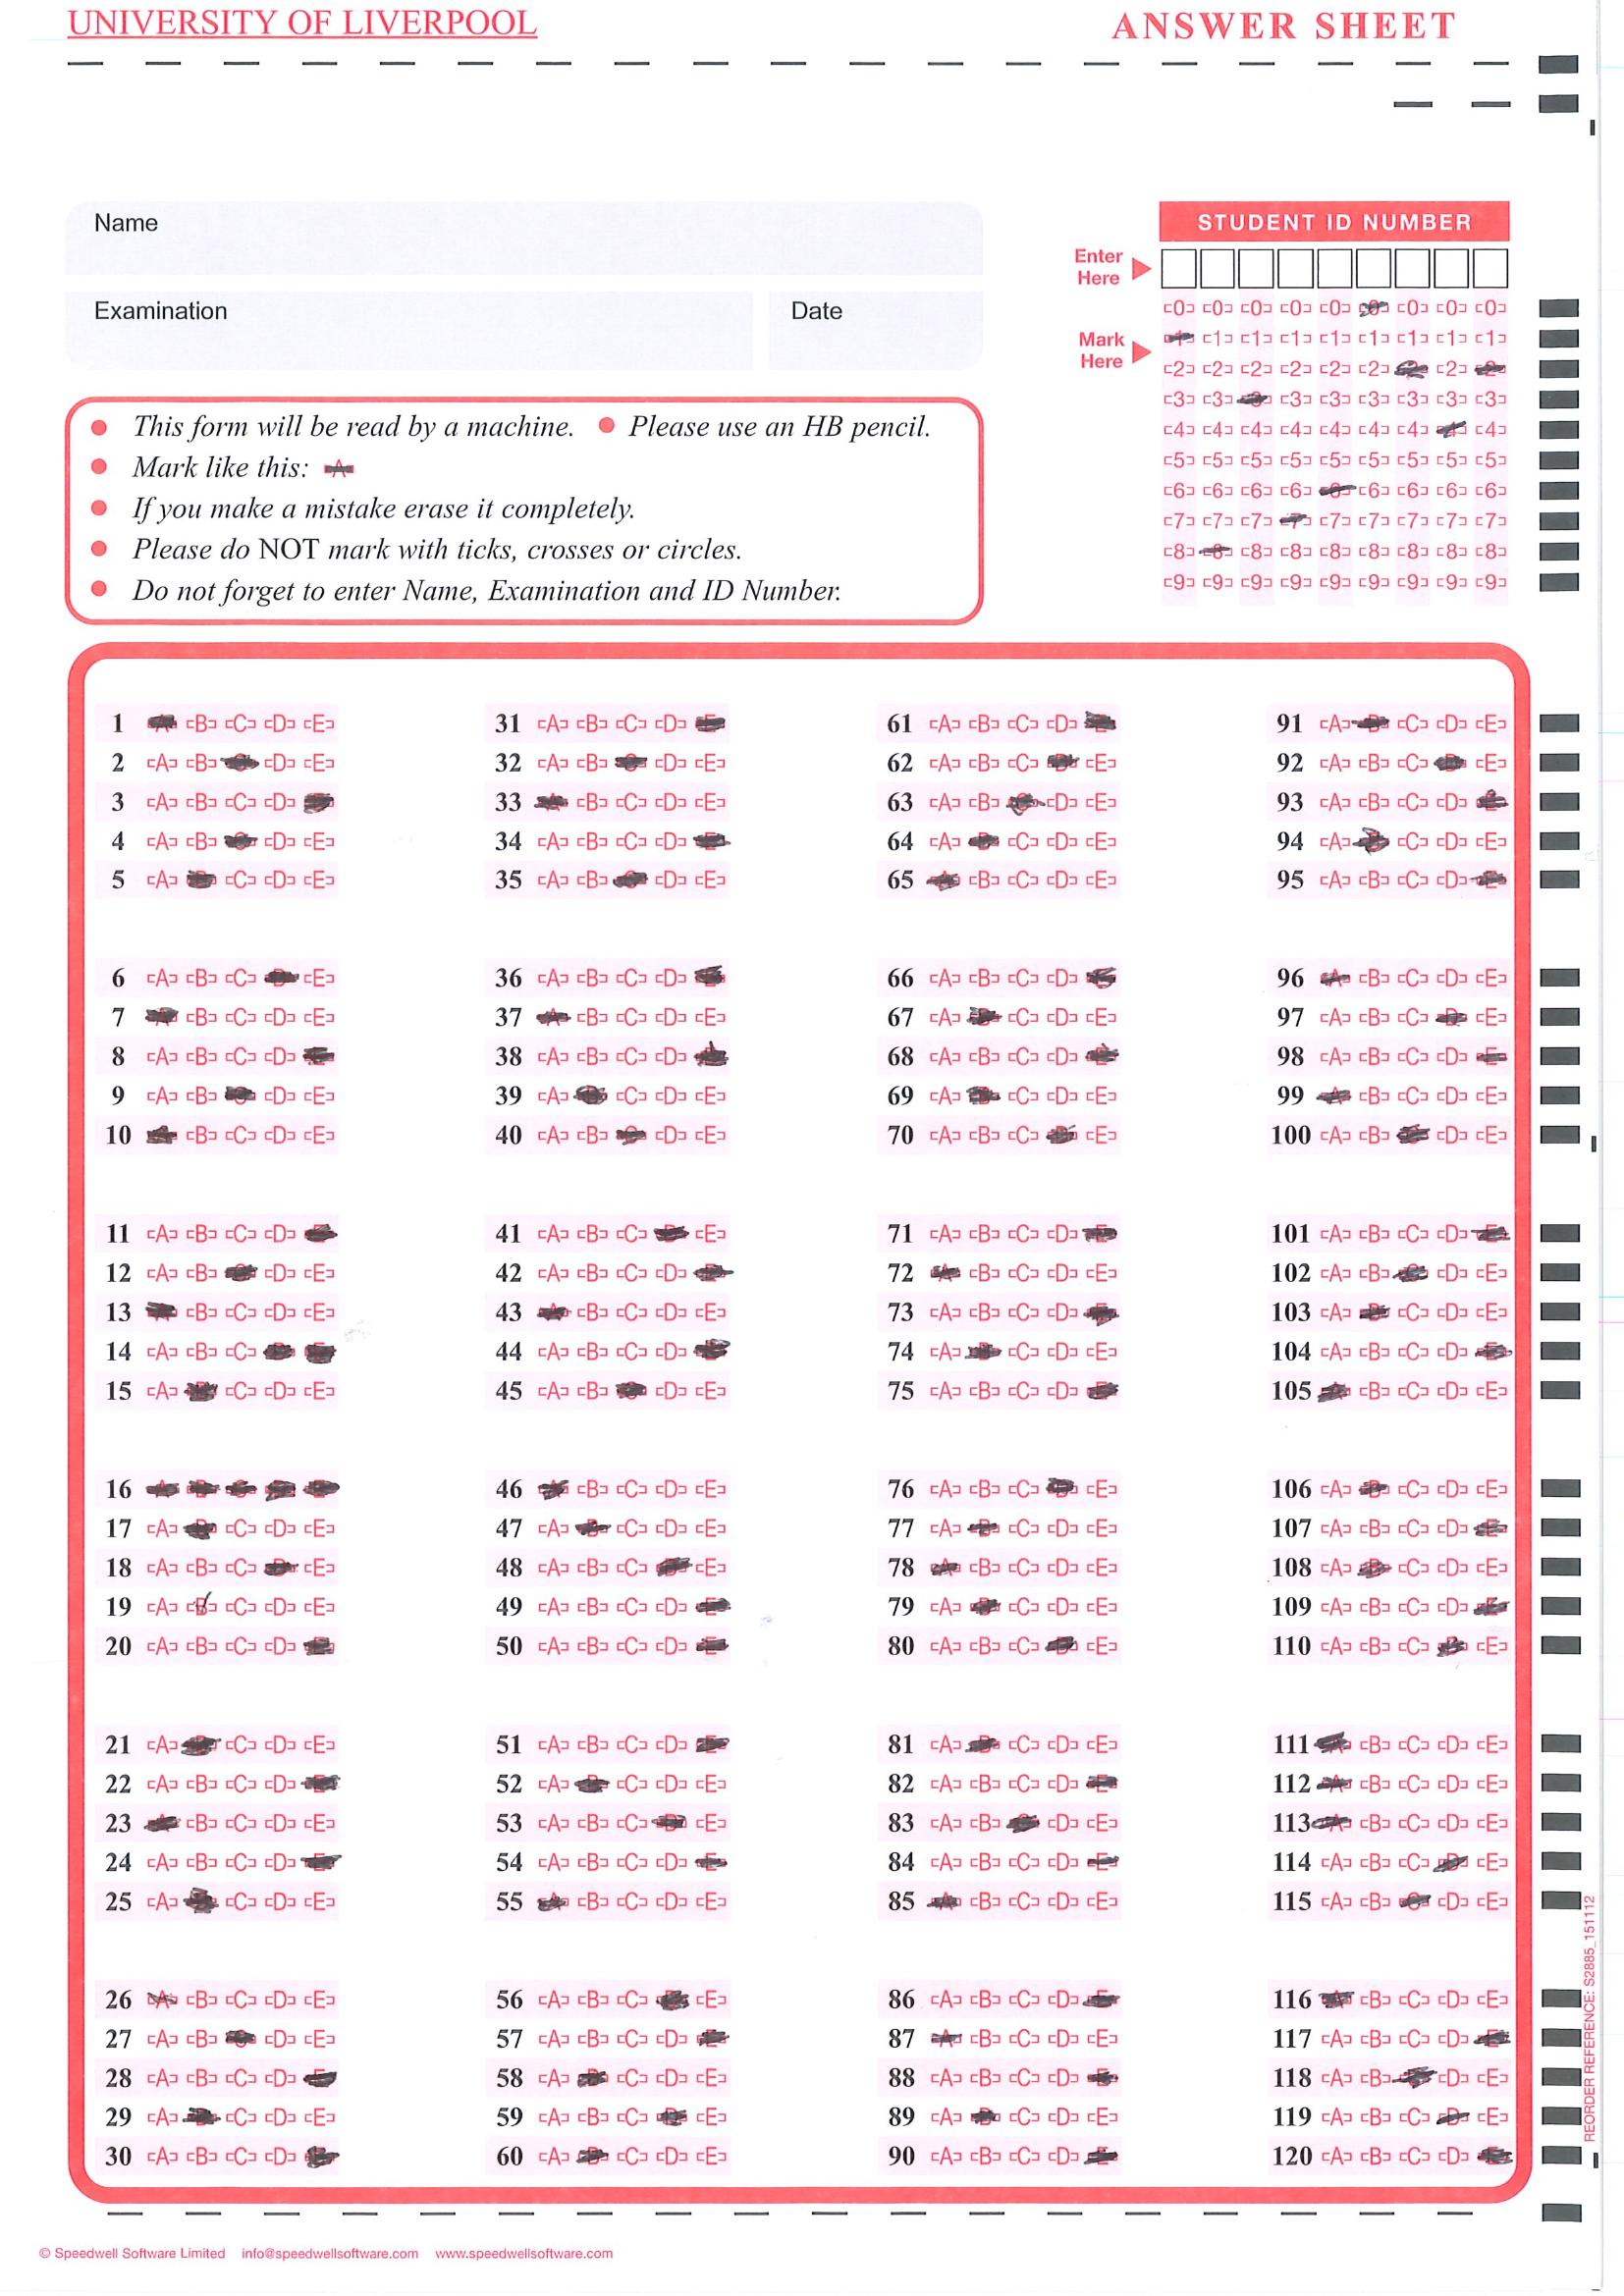 UNIVERSITY OF LIVERPOOL
ANSWER SHEET
Name
Examination
Date
STUDENT ID NUMBER
Enter Here
Mark Here
[0] [0] [0] [0] [0] [0] [0] [0]
[1] [1] [1] [1] [1] [1] [1] [1]
[2] [2] [2] [2] [2] [2] [2]
[3] [3] [3] [3] [3] [3] [3] [3]
[4] [4] [4] [4] [4] [4] [4] [4]
[5] [5] [5] [5] [5] [5] [5] [5] [5]
[6] [6] [6] [6] [6] [6] [6] [6]
[7] [7] [7] [7] [7] [7] [7] [7]
[8] [8] [8] [8] [8] [8] [8] [8]
[9] [9] [9] [9] [9] [9] [9] [9] [9]
• This form will be read by a machine. • Please use an HB pencil.
• Mark like this: [A]
• If you make a mistake erase it completely.
• Please do NOT mark with ticks, crosses or circles.
• Do not forget to enter Name, Examination and ID Number.
1 [B] [C] [D] [E]
2 [A] [B] [D] [E]
3 [A] [B] [C] [D]
4 [A] [B] [D] [E]
5 [A] [C] [D] [E]
6 [A] [B] [C] [E]
7 [B] [C] [D] [E]
8 [A] [B] [C] [D]
9 [A] [B] [D] [E]
10 [B] [C] [D] [E]
11 [A] [B] [C] [D]
12 [A] [B] [D] [E]
13 [B] [C] [D] [E]
14 [A] [B] [C]
15 [A] [C] [D] [E]
16
17 [A] [C] [D] [E]
18 [A] [B] [C] [E]
19 [A] [B] [C] [D] [E]
20 [A] [B] [C] [D]
21 [A] [C] [D] [E]
22 [A] [B] [C] [D]
23 [B] [C] [D] [E]
24 [A] [B] [C] [D]
25 [A] [C] [D] [E]
26 [A] [B] [C] [D] [E]
27 [A] [B] [D] [E]
28 [A] [B] [C] [D]
29 [A] [C] [D] [E]
30 [A] [B] [C] [D]
31 [A] [B] [C] [D]
32 [A] [B] [D] [E]
33 [B] [C] [D] [E]
34 [A] [B] [C] [D]
35 [A] [B] [D] [E]
36 [A] [B] [C] [D]
37 [B] [C] [D] [E]
38 [A] [B] [C] [D]
39 [A] [C] [D] [E]
40 [A] [B] [D] [E]
41 [A] [B] [C] [E]
42 [A] [B] [C] [D]
43 [B] [C] [D] [E]
44 [A] [B] [C] [D]
45 [A] [B] [D] [E]
46 [B] [C] [D] [E]
47 [A] [C] [D] [E]
48 [A] [B] [C] [E]
49 [A] [B] [C] [D]
50 [A] [B] [C] [D]
51 [A] [B] [C] [D]
52 [A] [C] [D] [E]
53 [A] [B] [C] [E]
54 [A] [B] [C] [D]
55 [B] [C] [D] [E]
56 [A] [B] [C] [E]
57 [A] [B] [C] [D]
58 [A] [C] [D] [E]
59 [A] [B] [C] [E]
60 [A] [C] [D] [E]
61 [A] [B] [C] [D]
62 [A] [B] [C] [E]
63 [A] [B] [D] [E]
64 [A] [C] [D] [E]
65 [B] [C] [D] [E]
66 [A] [B] [C] [D]
67 [A] [C] [D] [E]
68 [A] [B] [C] [D]
69 [A] [C] [D] [E]
70 [A] [B] [C] [E]
71 [A] [B] [C] [D]
72 [B] [C] [D] [E]
73 [A] [B] [C] [D]
74 [A] [C] [D] [E]
75 [A] [B] [C] [D]
76 [A] [B] [C] [E]
77 [A] [C] [D] [E]
78 [B] [C] [D] [E]
79 [A] [C] [D] [E]
80 [A] [B] [C] [E]
81 [A] [C] [D] [E]
82 [A] [B] [C] [D]
83 [A] [B] [D] [E]
84 [A] [B] [C] [D]
85 [B] [C] [D] [E]
86 [A] [B] [C] [D]
87 [B] [C] [D] [E]
88 [A] [B] [C] [D]
89 [A] [C] [D] [E]
90 [A] [B] [C] [D]
91 [A] [C] [D] [E]
92 [A] [B] [C] [E]
93 [A] [B] [C] [D]
94 [A] [C] [D] [E]
95 [A] [B] [C] [D]
96 [B] [C] [D] [E]
97 [A] [B] [C] [E]
98 [A] [B] [C] [D]
99 [B] [C] [D] [E]
100 [A] [B] [D] [E]
101 [A] [B] [C] [D]
102 [A] [B] [D] [E]
103 [A] [C] [D] [E]
104 [A] [B] [C] [D]
105 [B] [C] [D] [E]
106 [A] [C] [D] [E]
107 [A] [B] [C] [D]
108 [A] [C] [D] [E]
109 [A] [B] [C] [D]
110 [A] [B] [C] [E]
111 [B] [C] [D] [E]
112 [B] [C] [D] [E]
113 [B] [C] [D] [E]
114 [A] [B] [C] [E]
115 [A] [B] [D] [E]
116 [B] [C] [D] [E]
117 [A] [B] [C] [D]
118 [A] [B] [D] [E]
119 [A] [B] [C] [E]
120 [A] [B] [C] [D]
REORDER REFERENCE: S2885_151112
© Speedwell Software Limited info@speedwellsoftware.com www.speedwellsoftware.com